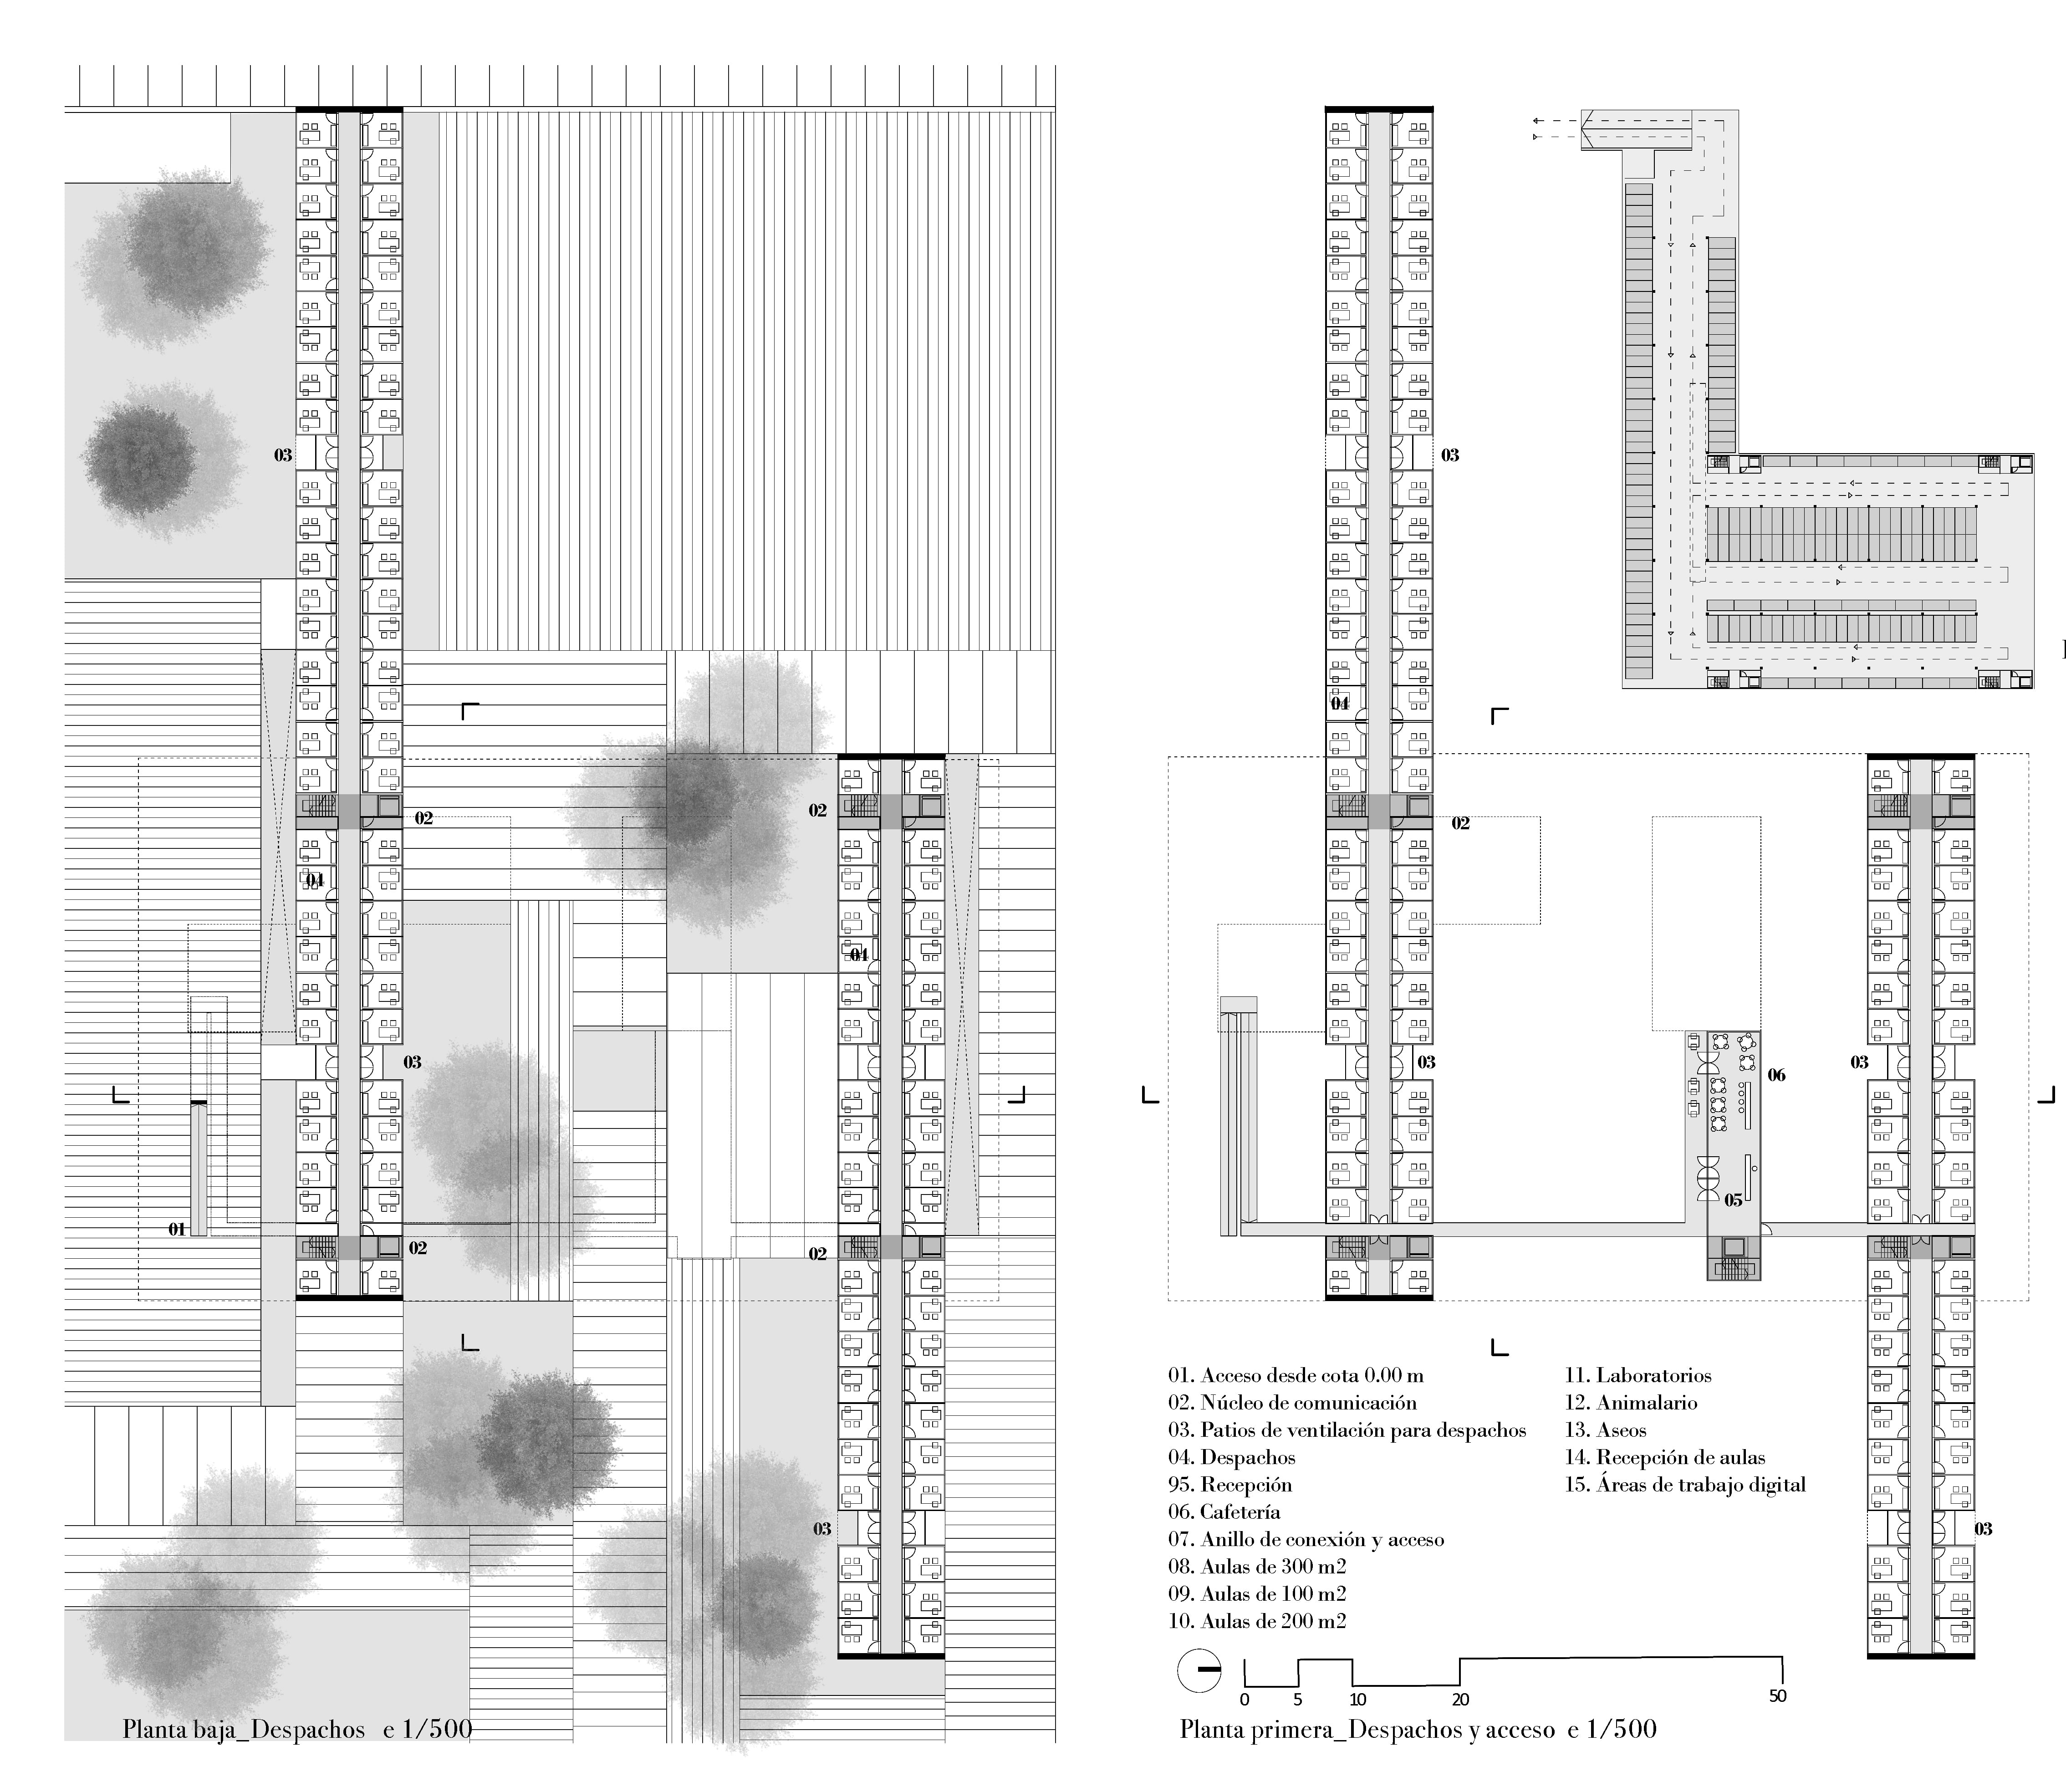 03
02
02
04
04
03
01
02
02
03
Planta baja_Despachos e 1/500
03
04
02
03
06
03
05
03
01. Acceso desde cota 0.00 m
02. Núcleo de comunicación
03. Patios de ventilación para despachos
04. Despachos
95. Recepción
06. Cafetería
07. Anillo de conexión y acceso
08. Aulas de 300 m2
09. Aulas de 100 m2
10. Aulas de 200 m2
11. Laboratorios
12. Animalario
13. Aseos
14. Recepción de aulas
15. Áreas de trabajo digital
0 5 10 20 50
Planta primera_Despachos y acceso e 1/500